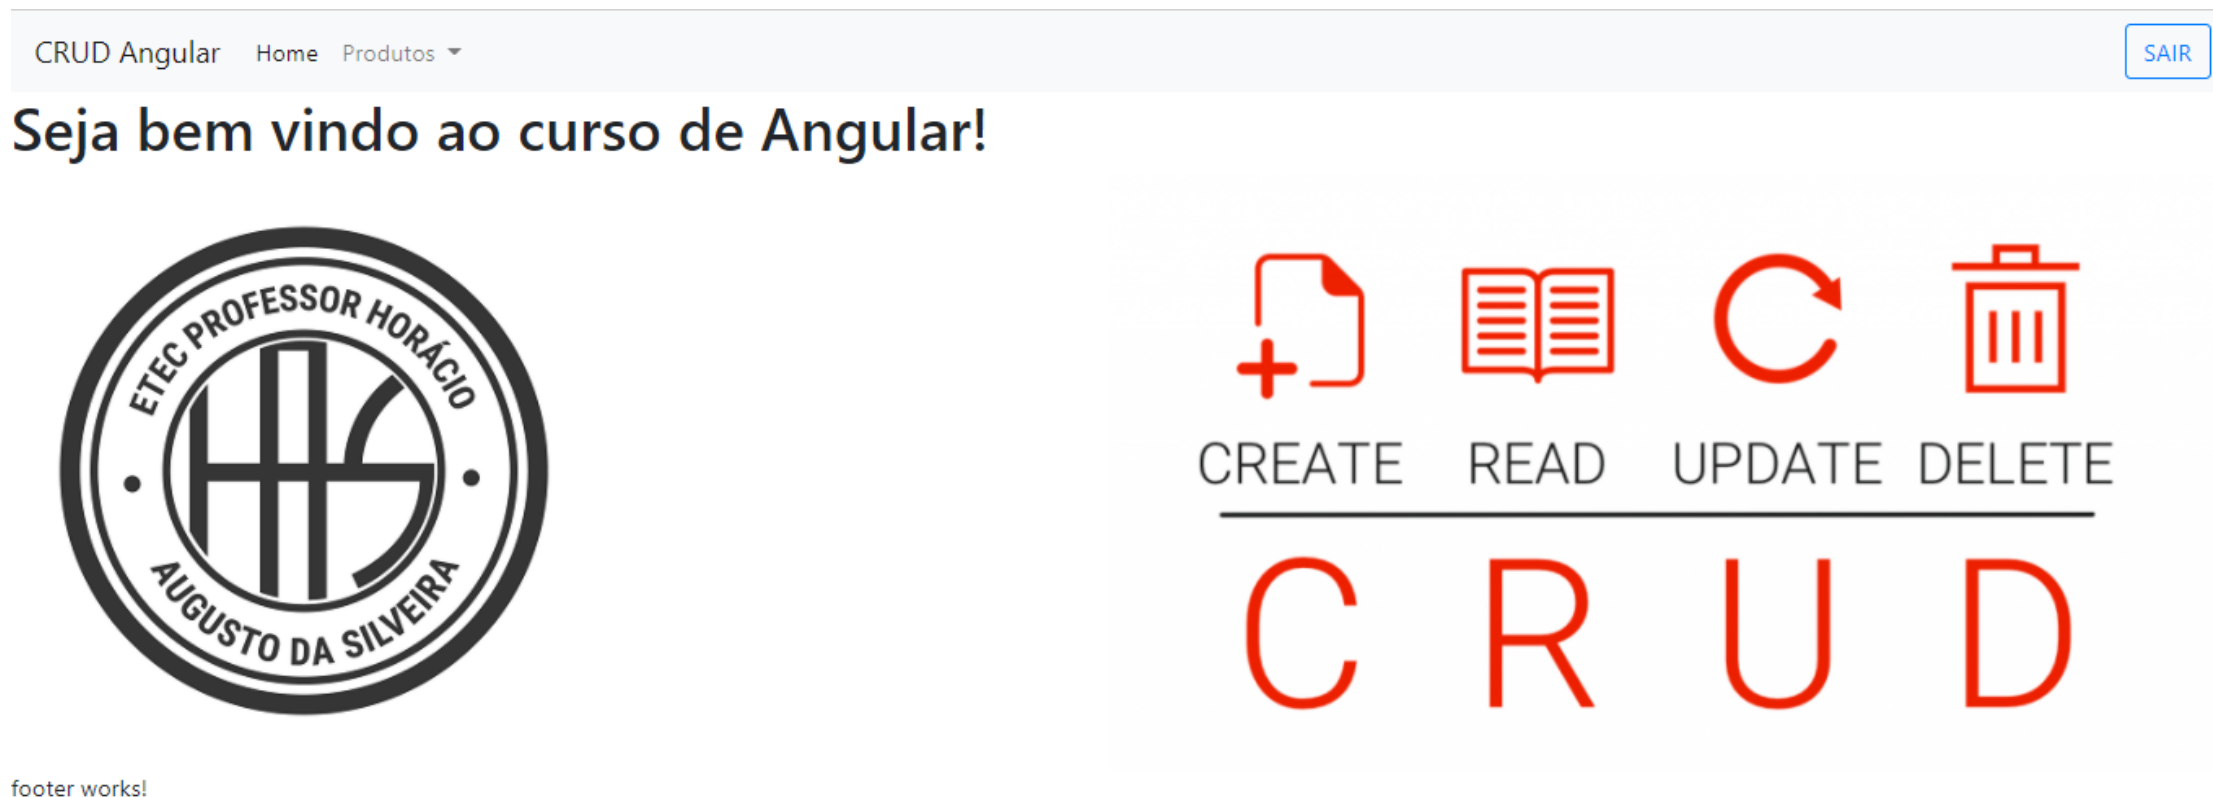 CRUD Angular Home Produtos SAIR
Seja bem vindo ao curso de Angular!
ETEC PROFESSOR HORÁCIO
AUGUSTO DA SILVEIRA
HAS
CREATE READ UPDATE DELETE
C R U D
footer works!